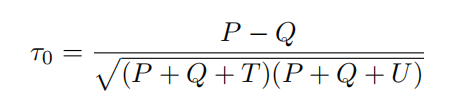 τ₀ = (P − Q) / √((P + Q + T)(P + Q + U))